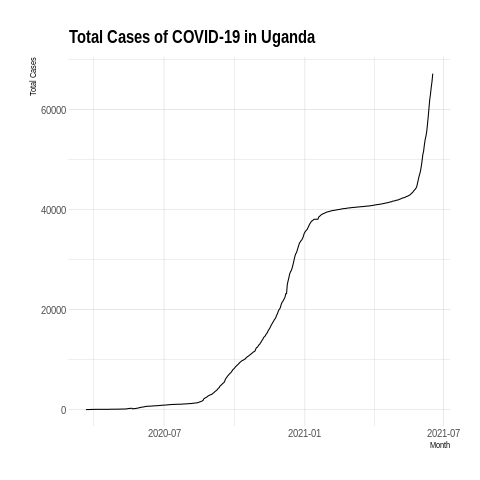 Total Cases of COVID-19 in Uganda
Total Cases
60000
40000
20000
0
2020-07
2021-01
2021-07
Month